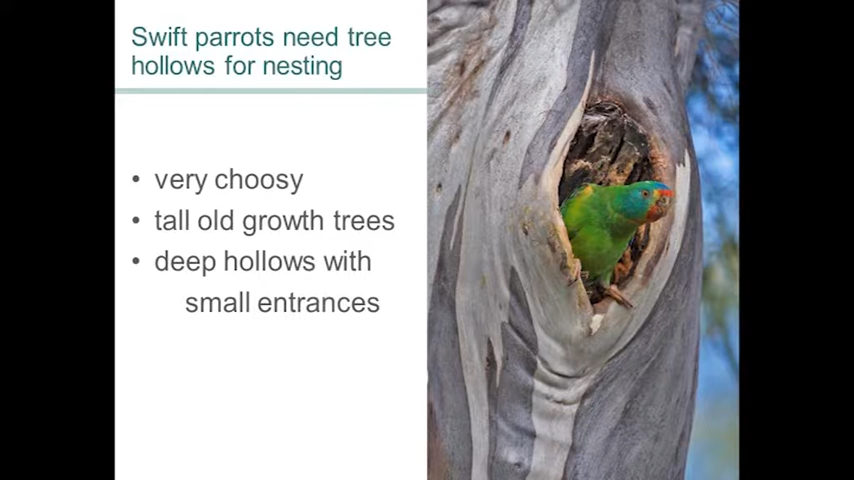 Swift parrots need tree
hollows for nesting
• very choosy
• tall old growth trees
• deep hollows with
small entrances